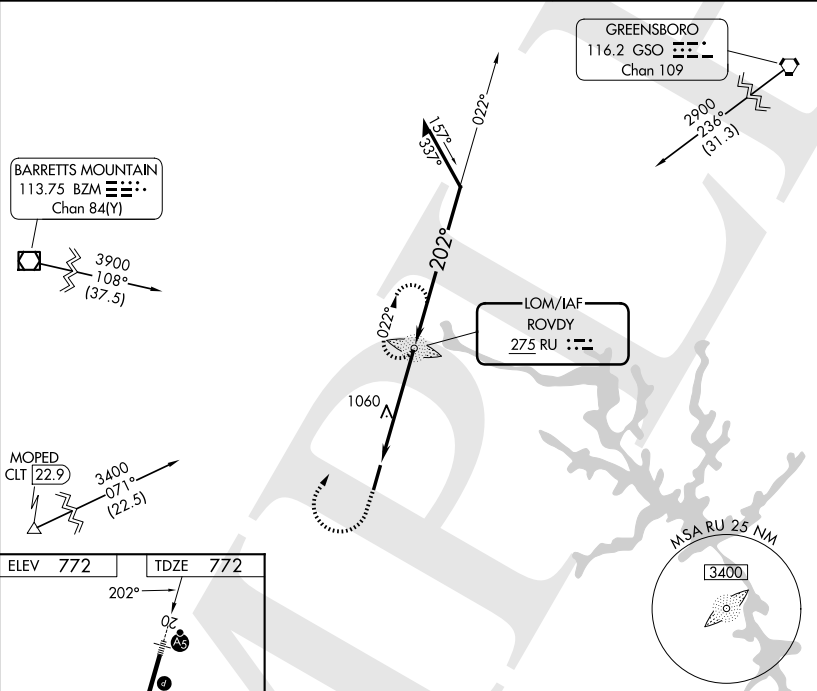 GREENSBORO
116.2 GSO
Chan 109
2900
236°
(31.3)
022°
157°
337°
BARRETTS MOUNTAIN
113.75 BZM
Chan 84(Y)
3900
108°
(37.5)
202°
022°
LOM/IAF
ROVDY
275 RU
1060
MOPED
CLT 22.9
3400
071°
(22.5)
MSA RU 25 NM
3400
ELEV 772
TDZE 772
202°
20
A5
d